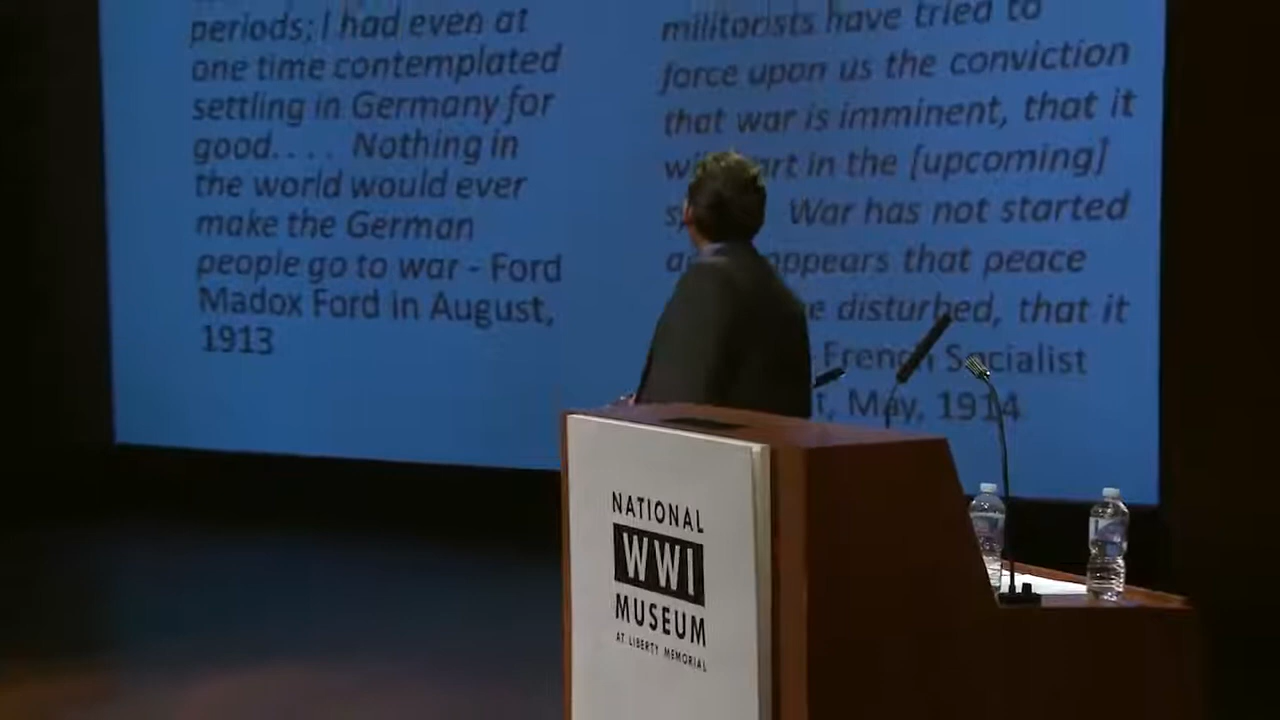 periods; I had even at
one time contemplated
settling in Germany for
good.... Nothing in
the world would ever
make the German
people go to war - Ford
Madox Ford in August,
1913
militarists have tried to
force upon us the conviction
that war is imminent, that it
in the [upcoming]
War has not started
appears that peace
disturbed, that it
French Socialist
May, 1914
NATIONAL
WWI
MUSEUM
AT LIBERTY MEMORIAL